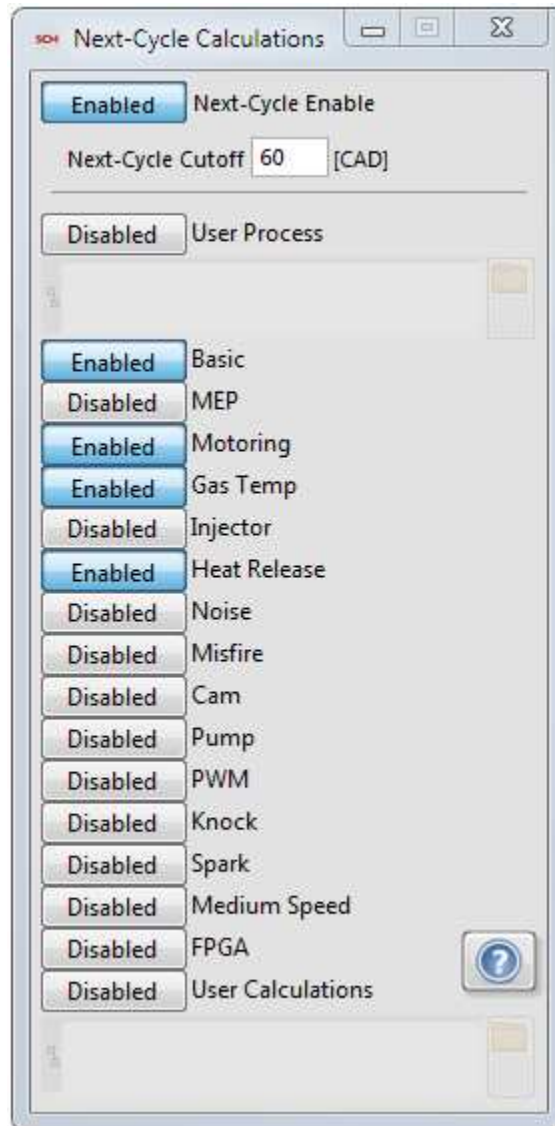 SCM Next-Cycle Calculations
Enabled Next-Cycle Enable
Next-Cycle Cutoff 60 [CAD]
Disabled User Process
Enabled Basic
Disabled MEP
Enabled Motoring
Enabled Gas Temp
Disabled Injector
Enabled Heat Release
Disabled Noise
Disabled Misfire
Disabled Cam
Disabled Pump
Disabled PWM
Disabled Knock
Disabled Spark
Disabled Medium Speed
Disabled FPGA
?
Disabled User Calculations